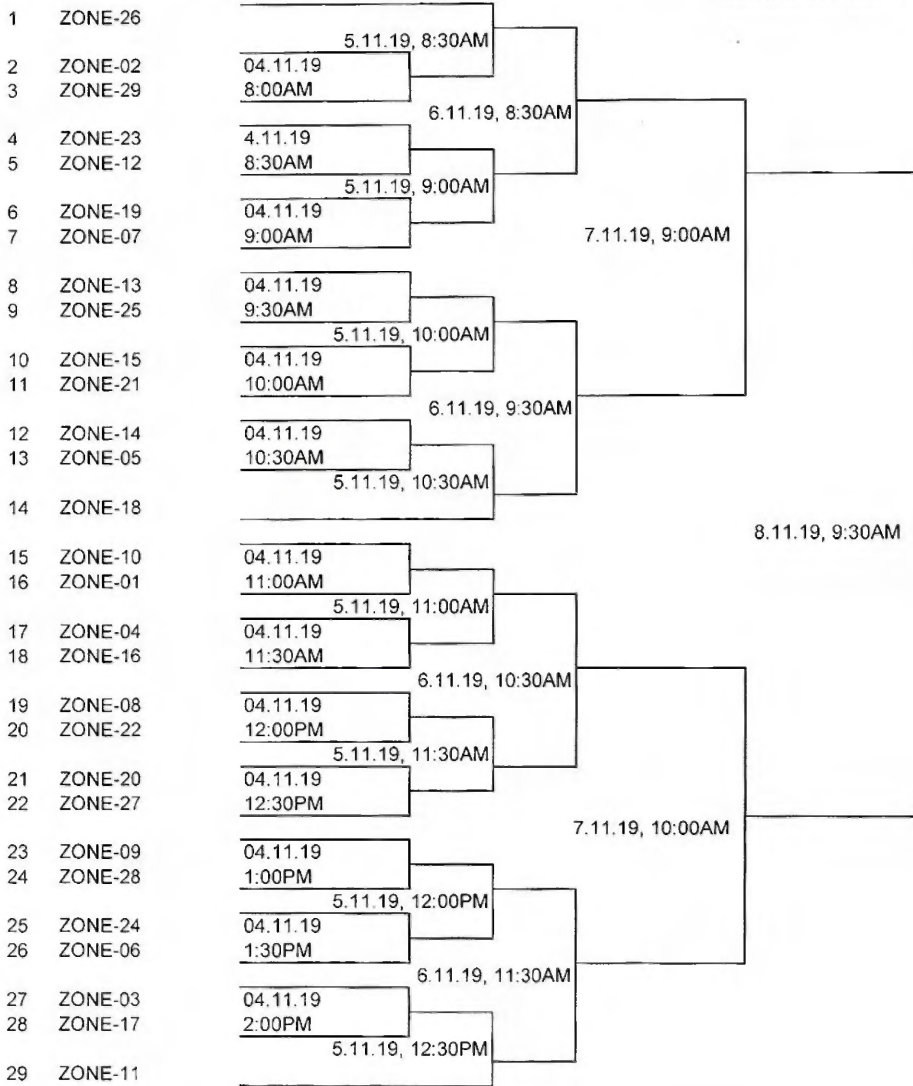 1 ZONE-26
5.11.19, 8:30AM
2 ZONE-02 04.11.19
3 ZONE-29 8:00AM
6.11.19, 8:30AM
4 ZONE-23 4.11.19
5 ZONE-12 8:30AM
5.11.19, 9:00AM
6 ZONE-19 04.11.19
7 ZONE-07 9:00AM
7.11.19, 9:00AM
8 ZONE-13 04.11.19
9 ZONE-25 9:30AM
5.11.19, 10:00AM
10 ZONE-15 04.11.19
11 ZONE-21 10:00AM
6.11.19, 9:30AM
12 ZONE-14 04.11.19
13 ZONE-05 10:30AM
5.11.19, 10:30AM
14 ZONE-18
8.11.19, 9:30AM
15 ZONE-10 04.11.19
16 ZONE-01 11:00AM
5.11.19, 11:00AM
17 ZONE-04 04.11.19
18 ZONE-16 11:30AM
6.11.19, 10:30AM
19 ZONE-08 04.11.19
20 ZONE-22 12:00PM
5.11.19, 11:30AM
21 ZONE-20 04.11.19
22 ZONE-27 12:30PM
7.11.19, 10:00AM
23 ZONE-09 04.11.19
24 ZONE-28 1:00PM
5.11.19, 12:00PM
25 ZONE-24 04.11.19
26 ZONE-06 1:30PM
6.11.19, 11:30AM
27 ZONE-03 04.11.19
28 ZONE-17 2:00PM
5.11.19, 12:30PM
29 ZONE-11